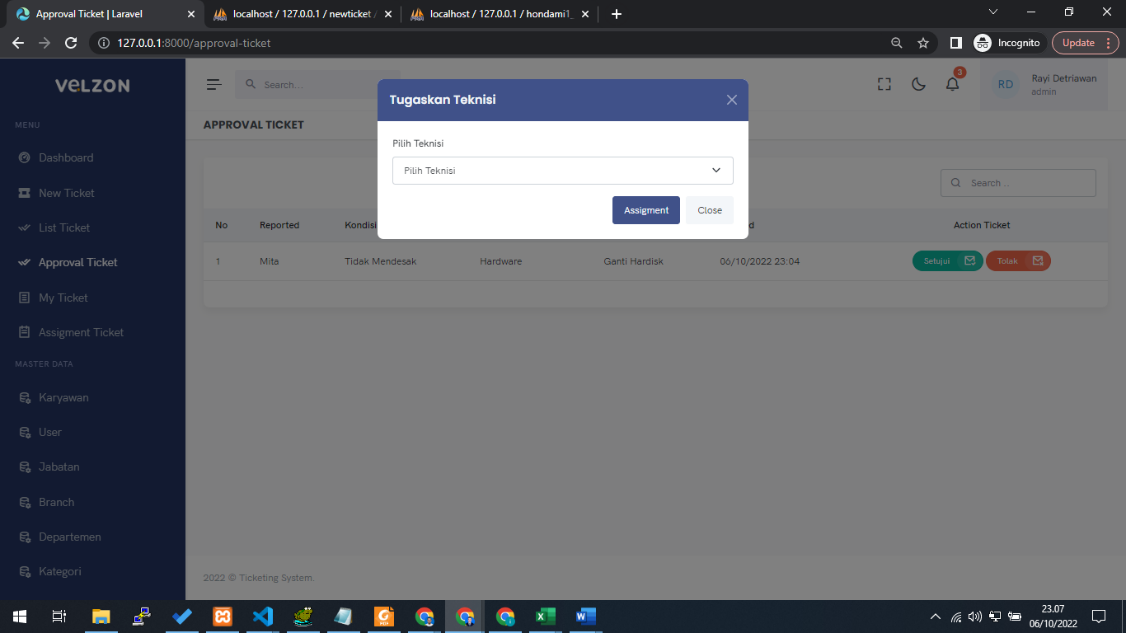 Approval Ticket | Laravel
localhost / 127.0.0.1 / newticket /
localhost / 127.0.0.1 / hondami1_
127.0.0.1:8000/approval-ticket
Incognito
Update
VELZON
Search...
3
RD
Rayi Detriawan
admin
MENU
Dashboard
New Ticket
List Ticket
Approval Ticket
My Ticket
Assigment Ticket
MASTER DATA
Karyawan
User
Jabatan
Branch
Departemen
Kategori
APPROVAL TICKET
Tugaskan Teknisi
Pilih Teknisi
Pilih Teknisi
Assigment
Close
Search ..
No
Reported
Kondisi
d
Action Ticket
1
Mita
Tidak Mendesak
Hardware
Ganti Hardisk
06/10/2022 23:04
Setujui
Tolak
2022 © Ticketing System.
23.07
06/10/2022